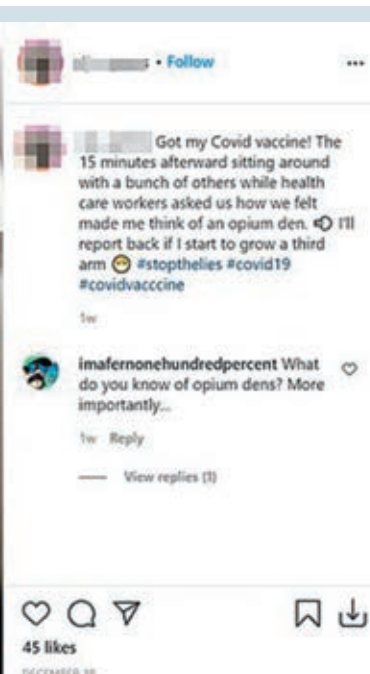 • Follow
Got my Covid vaccine! The
15 minutes afterward sitting around
with a bunch of others while health
care workers asked us how we felt
made me think of an opium den. I'll
report back if I start to grow a third
arm 😷 #stopthelies #covid19
#covidvacccine
1w
imafernonehundredpercent What
do you know of opium dens? More
importantly...
1w Reply
View replies (3)
45 likes
DECEMBER